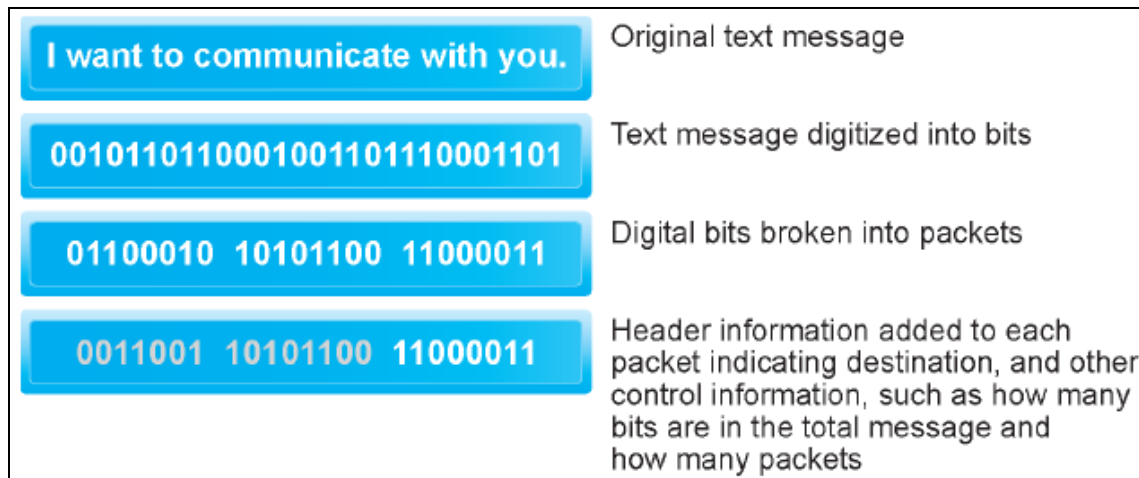 I want to communicate with you.
Original text message
0010110110001001101110001101
Text message digitized into bits
01100010 10101100 11000011
Digital bits broken into packets
0011001 10101100 11000011
Header information added to each
packet indicating destination, and other
control information, such as how many
bits are in the total message and
how many packets